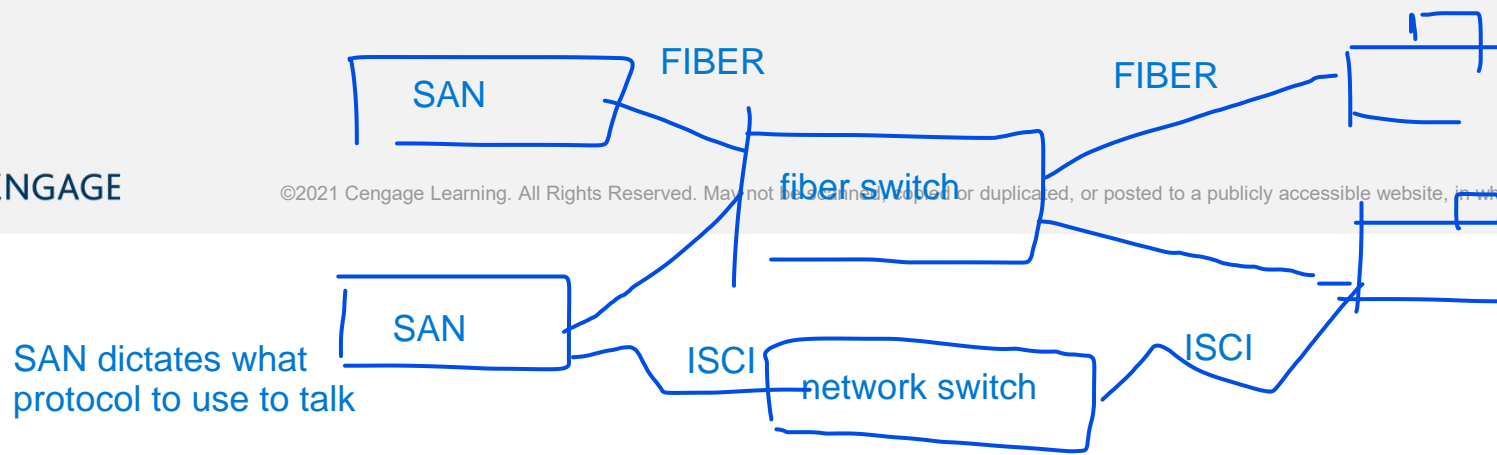 FIBER
FIBER
SAN
ENGAGE
©2021 Cengage Learning. All Rights Reserved. May not be scanned, copied or duplicated, or posted to a publicly accessible website, in wh
fiber switch
SAN
ISCI
ISCI
SAN dictates what
protocol to use to talk
network switch